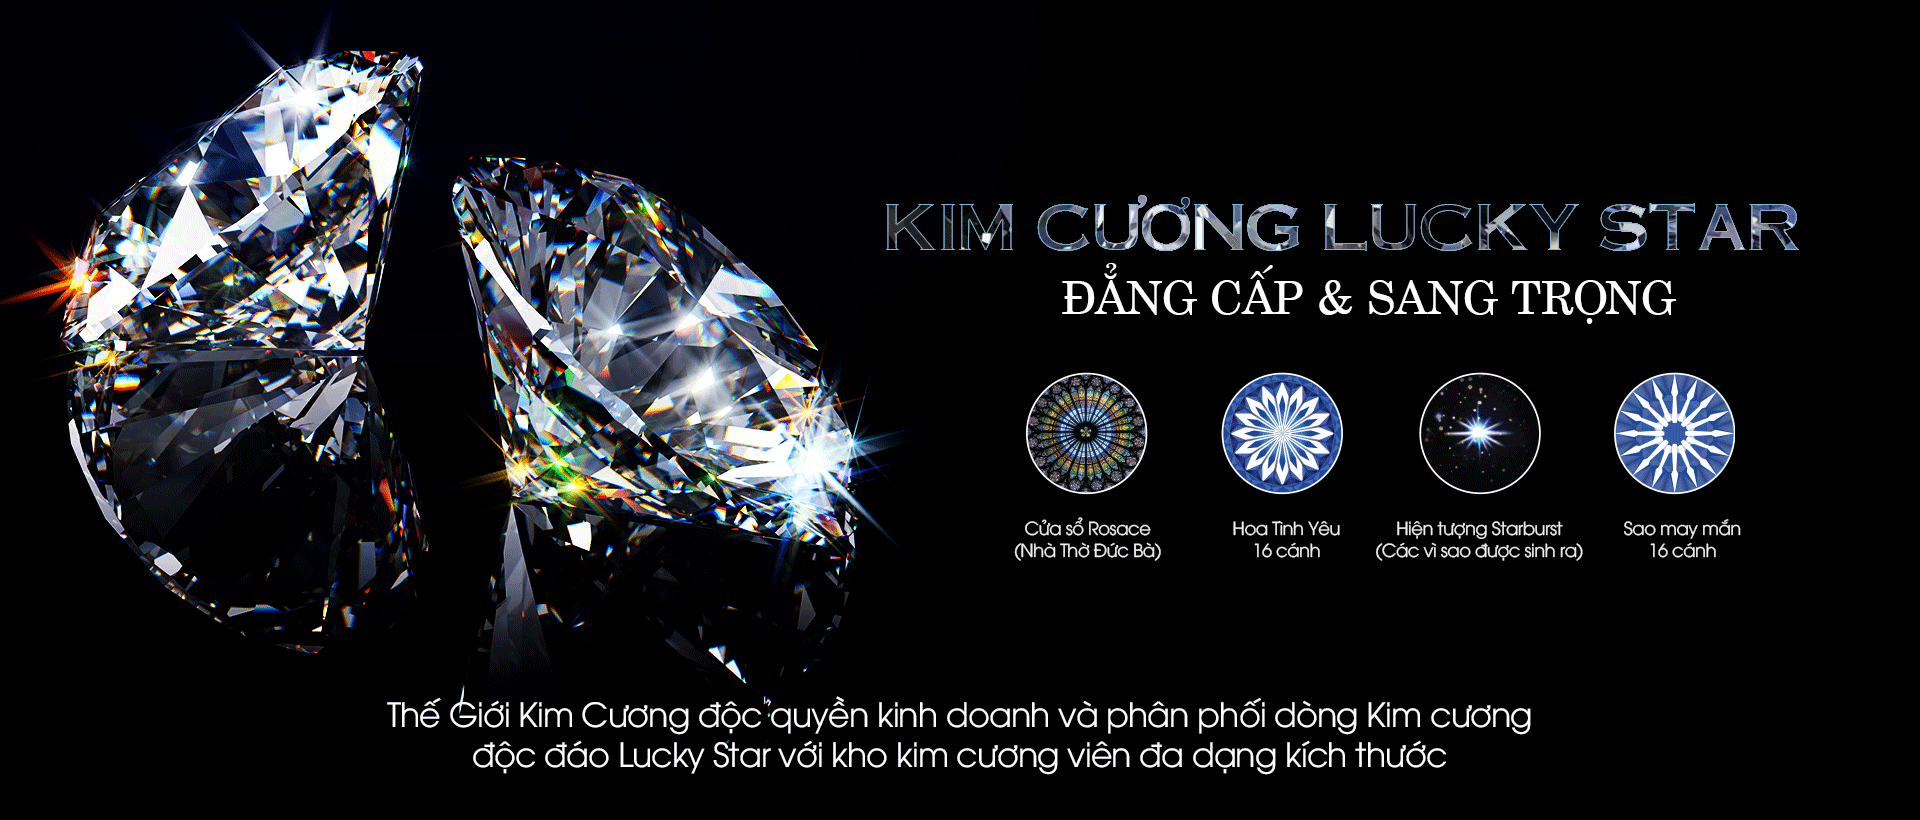 KIM CƯƠNG LUCKY STAR
ĐẲNG CẤP & SANG TRỌNG
Cửa sổ Rosace
(Nhà Thờ Đức Bà)
Hoa Tình Yêu
16 cánh
Hiện tượng Starburst
(Các vì sao được sinh ra)
Sao may mắn
16 cánh
Thế Giới Kim Cương độc quyền kinh doanh và phân phối dòng Kim cương
độc đáo Lucky Star với kho kim cương viên đa dạng kích thước